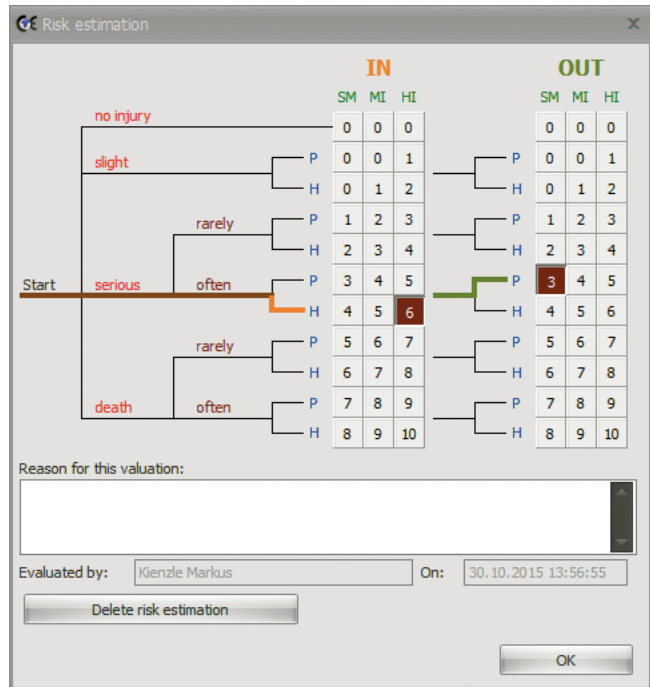 CE Risk estimation x
IN OUT
SM MI HI SM MI HI
no injury 0 0 0 0 0 0
slight P 0 0 1 P 0 0 1
H 0 1 2 H 0 1 2
rarely P 1 2 3 P 1 2 3
H 2 3 4 H 2 3 4
Start serious often P 3 4 5 P 3 4 5
H 4 5 6 H 4 5 6
rarely P 5 6 7 P 5 6 7
H 6 7 8 H 6 7 8
death often P 7 8 9 P 7 8 9
H 8 9 10 H 8 9 10
Reason for this valuation:
Evaluated by: Kienzle Markus On: 30.10.2015 13:56:55
Delete risk estimation
OK